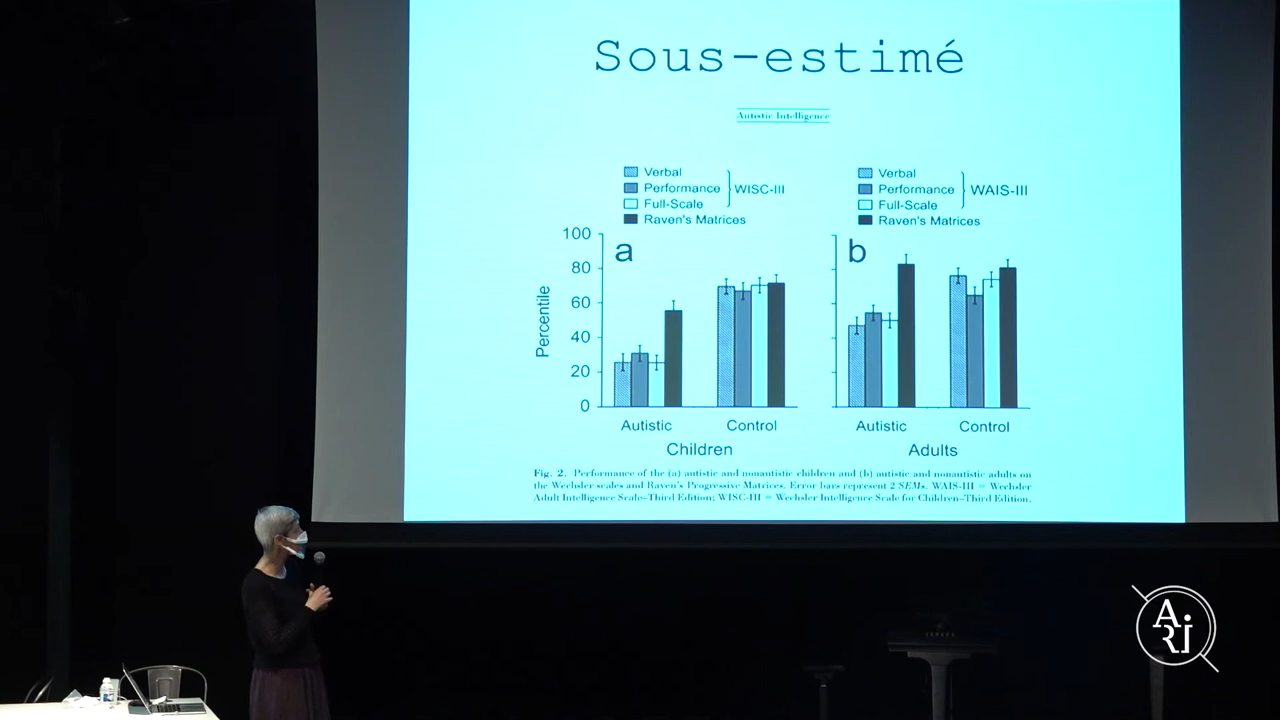 Sous-estimé
Autistic Intelligence
Verbal
Performance
Full-Scale
WISC-III
Raven's Matrices
Verbal
Performance
Full-Scale
WAIS-III
Raven's Matrices
Percentile
100
80
60
40
20
0
a
b
Autistic
Control
Children
Autistic
Control
Adults
Fig. 2. Performance of the (a) autistic and nonautistic children and (b) autistic and nonautistic adults on
the Wechsler scales and Raven's Progressive Matrices. Error bars represent 2 SEMs. WAIS-III = Wechsler
Adult Intelligence Scale–Third Edition; WISC-III = Wechsler Intelligence Scale for Children–Third Edition.
A.RI